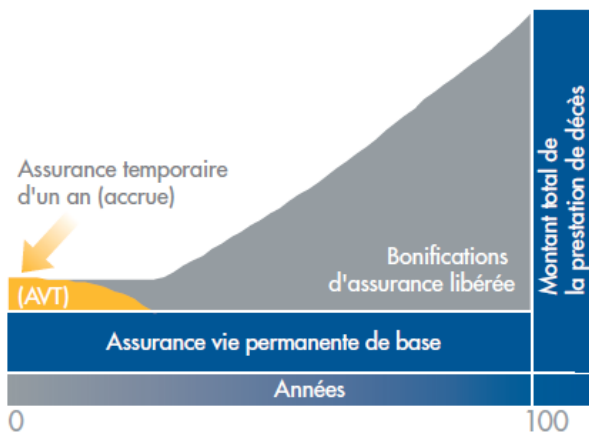 Assurance temporaire
d'un an (accrue)
(AVT)
Bonifications
d'assurance libérée
Assurance vie permanente de base
Années
0
100
Montant total de
la prestation de décès